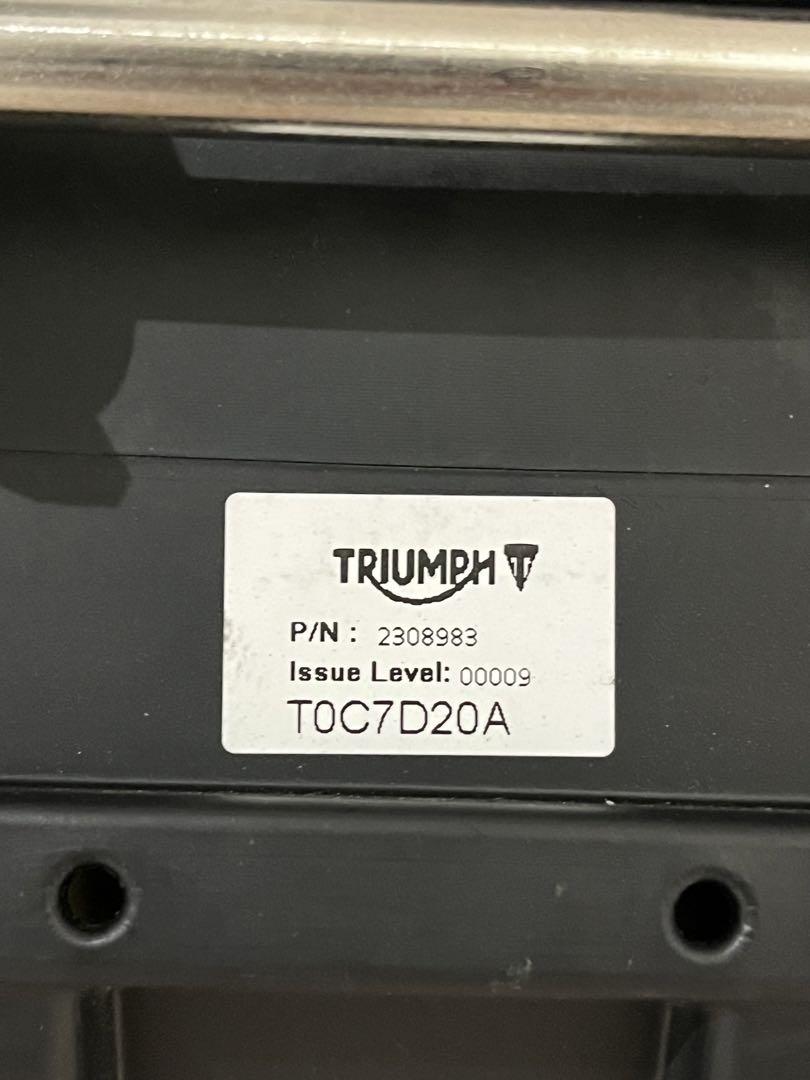 TRIUMPH
P/N : 2308983
Issue Level: 00009
T0C7D20A